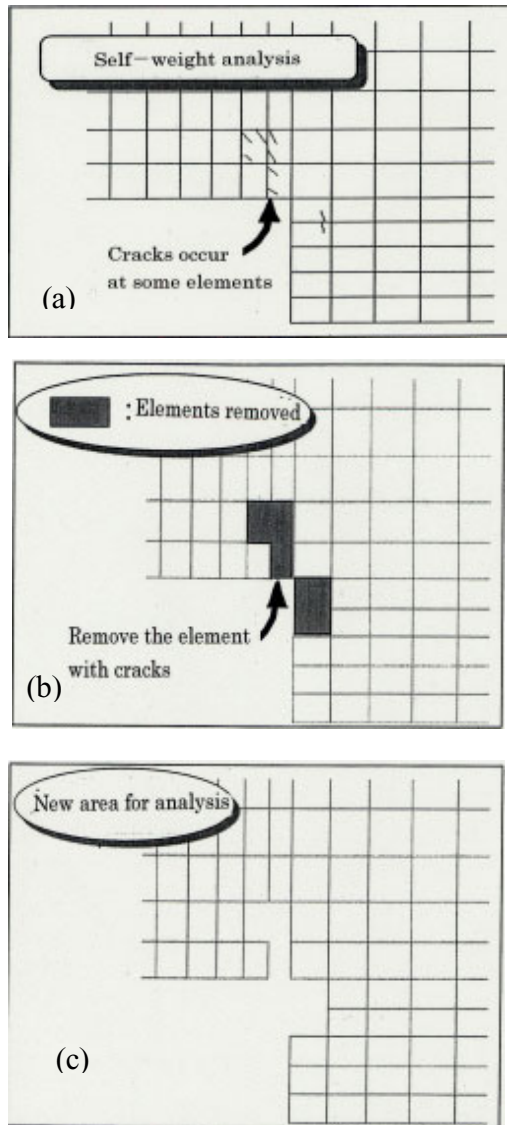 Self-weight analysis
Cracks occur
at some elements
(a)
: Elements removed
Remove the element
with cracks
(b)
New area for analysis
(c)